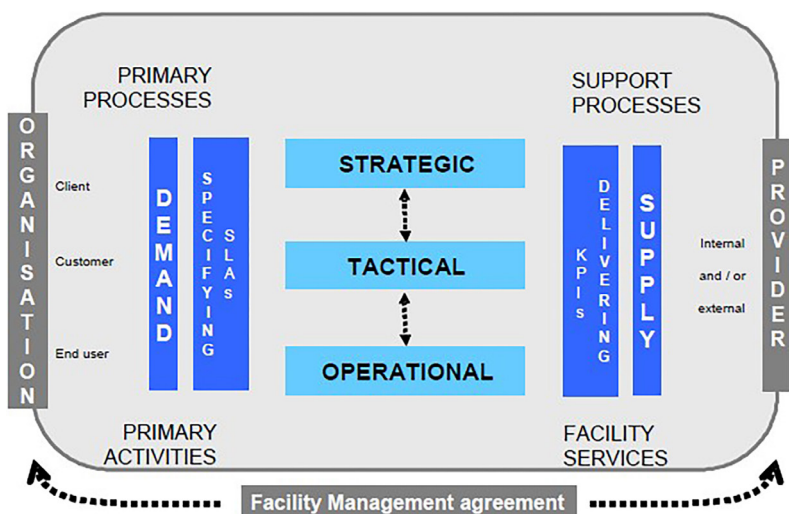 PRIMARY
PROCESSES
SUPPORT
PROCESSES
ORGANISATION
Client
Customer
End user
DEMAND
SPECIFYING
SLAs
STRATEGIC
TACTICAL
OPERATIONAL
KPIs
DELIVERING
SUPPLY
Internal
and / or
external
PROVIDER
PRIMARY
ACTIVITIES
FACILITY
SERVICES
Facility Management agreement